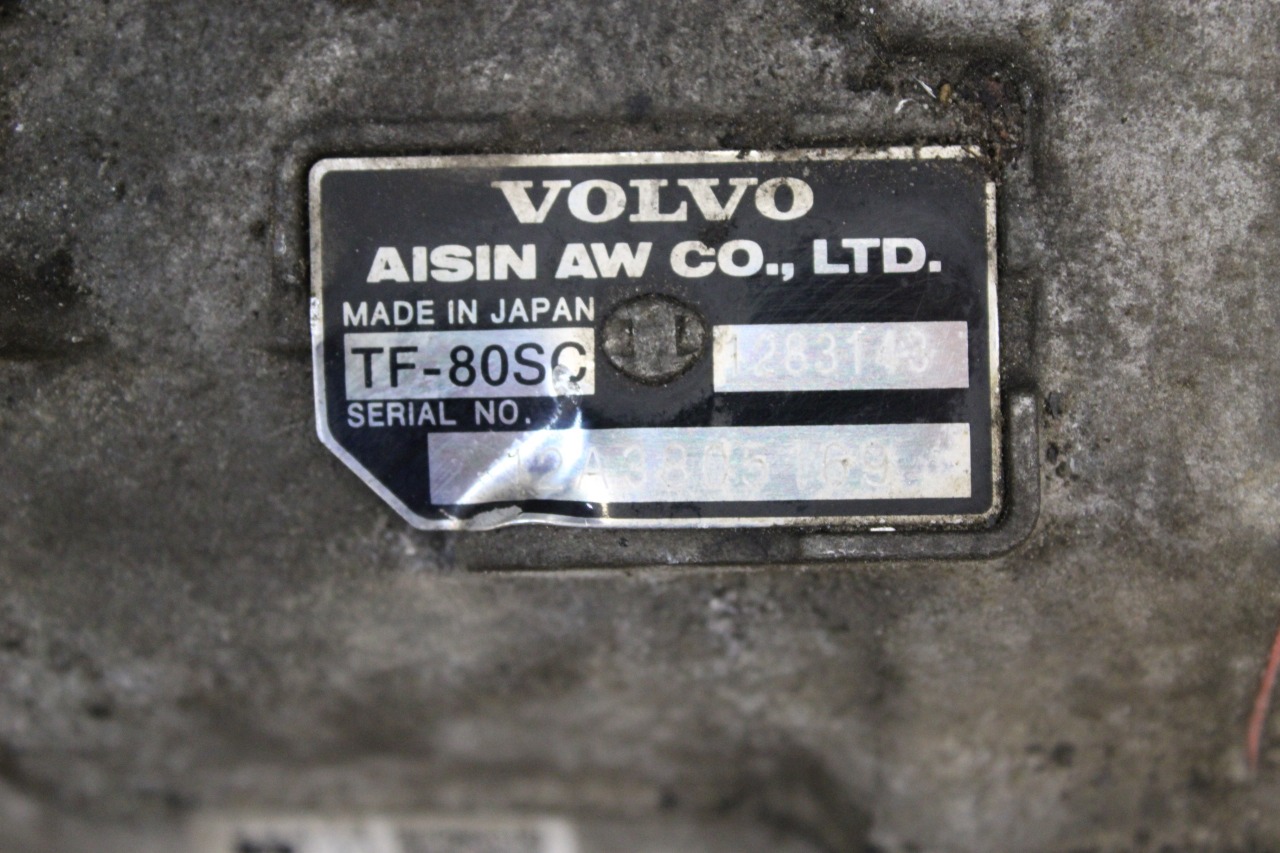 VOLVO
AISIN AW CO., LTD.
MADE IN JAPAN
TF-80SC 1283143
SERIAL NO.